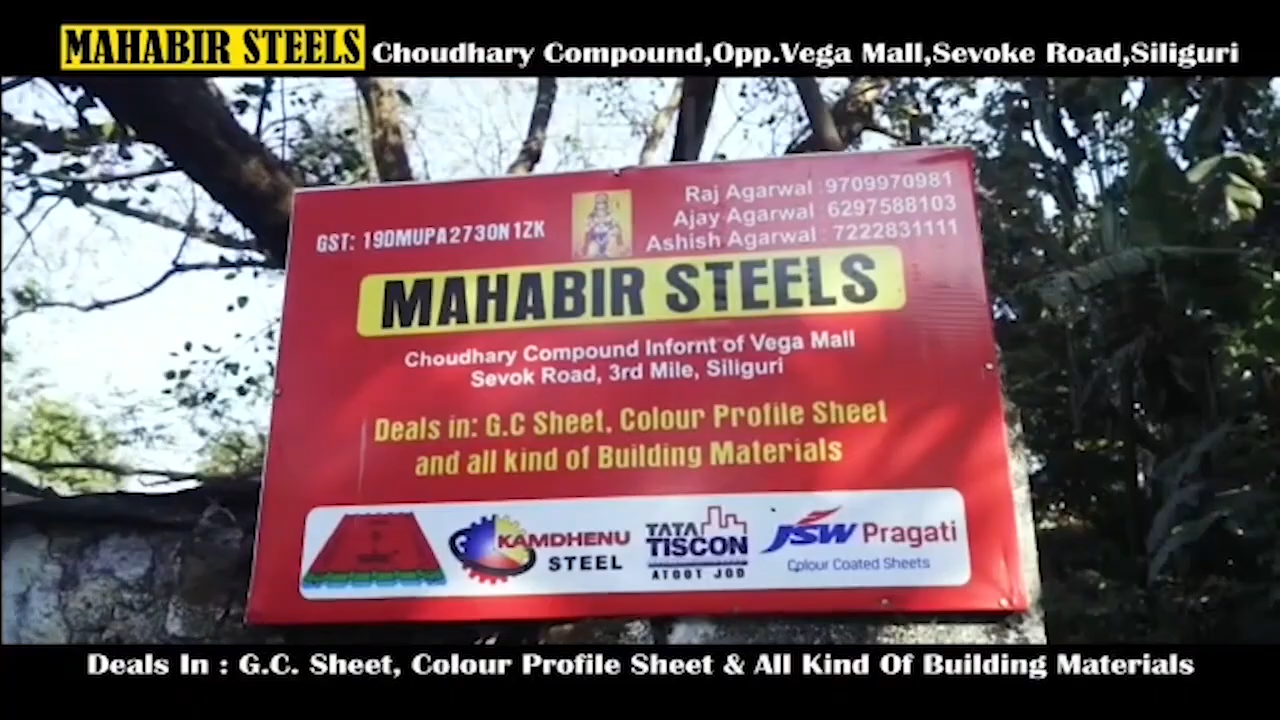 MAHABIR STEELS Choudhary Compound,Opp.Vega Mall,Sevoke Road,Siliguri
GST: 19DMUPA2730N1ZK
Raj Agarwal : 9709970981
Ajay Agarwal : 6297588103
Ashish Agarwal : 7222831111
MAHABIR STEELS
Choudhary Compound Infornt of Vega Mall
Sevok Road, 3rd Mile, Siliguri
Deals in: G.C Sheet, Colour Profile Sheet
and all kind of Building Materials
KAMDHENU
STEEL
TATA
TISCON
ATOOT JOD
JSW Pragati
Colour Coated Sheets
Deals In : G.C. Sheet, Colour Profile Sheet & All Kind Of Building Materials